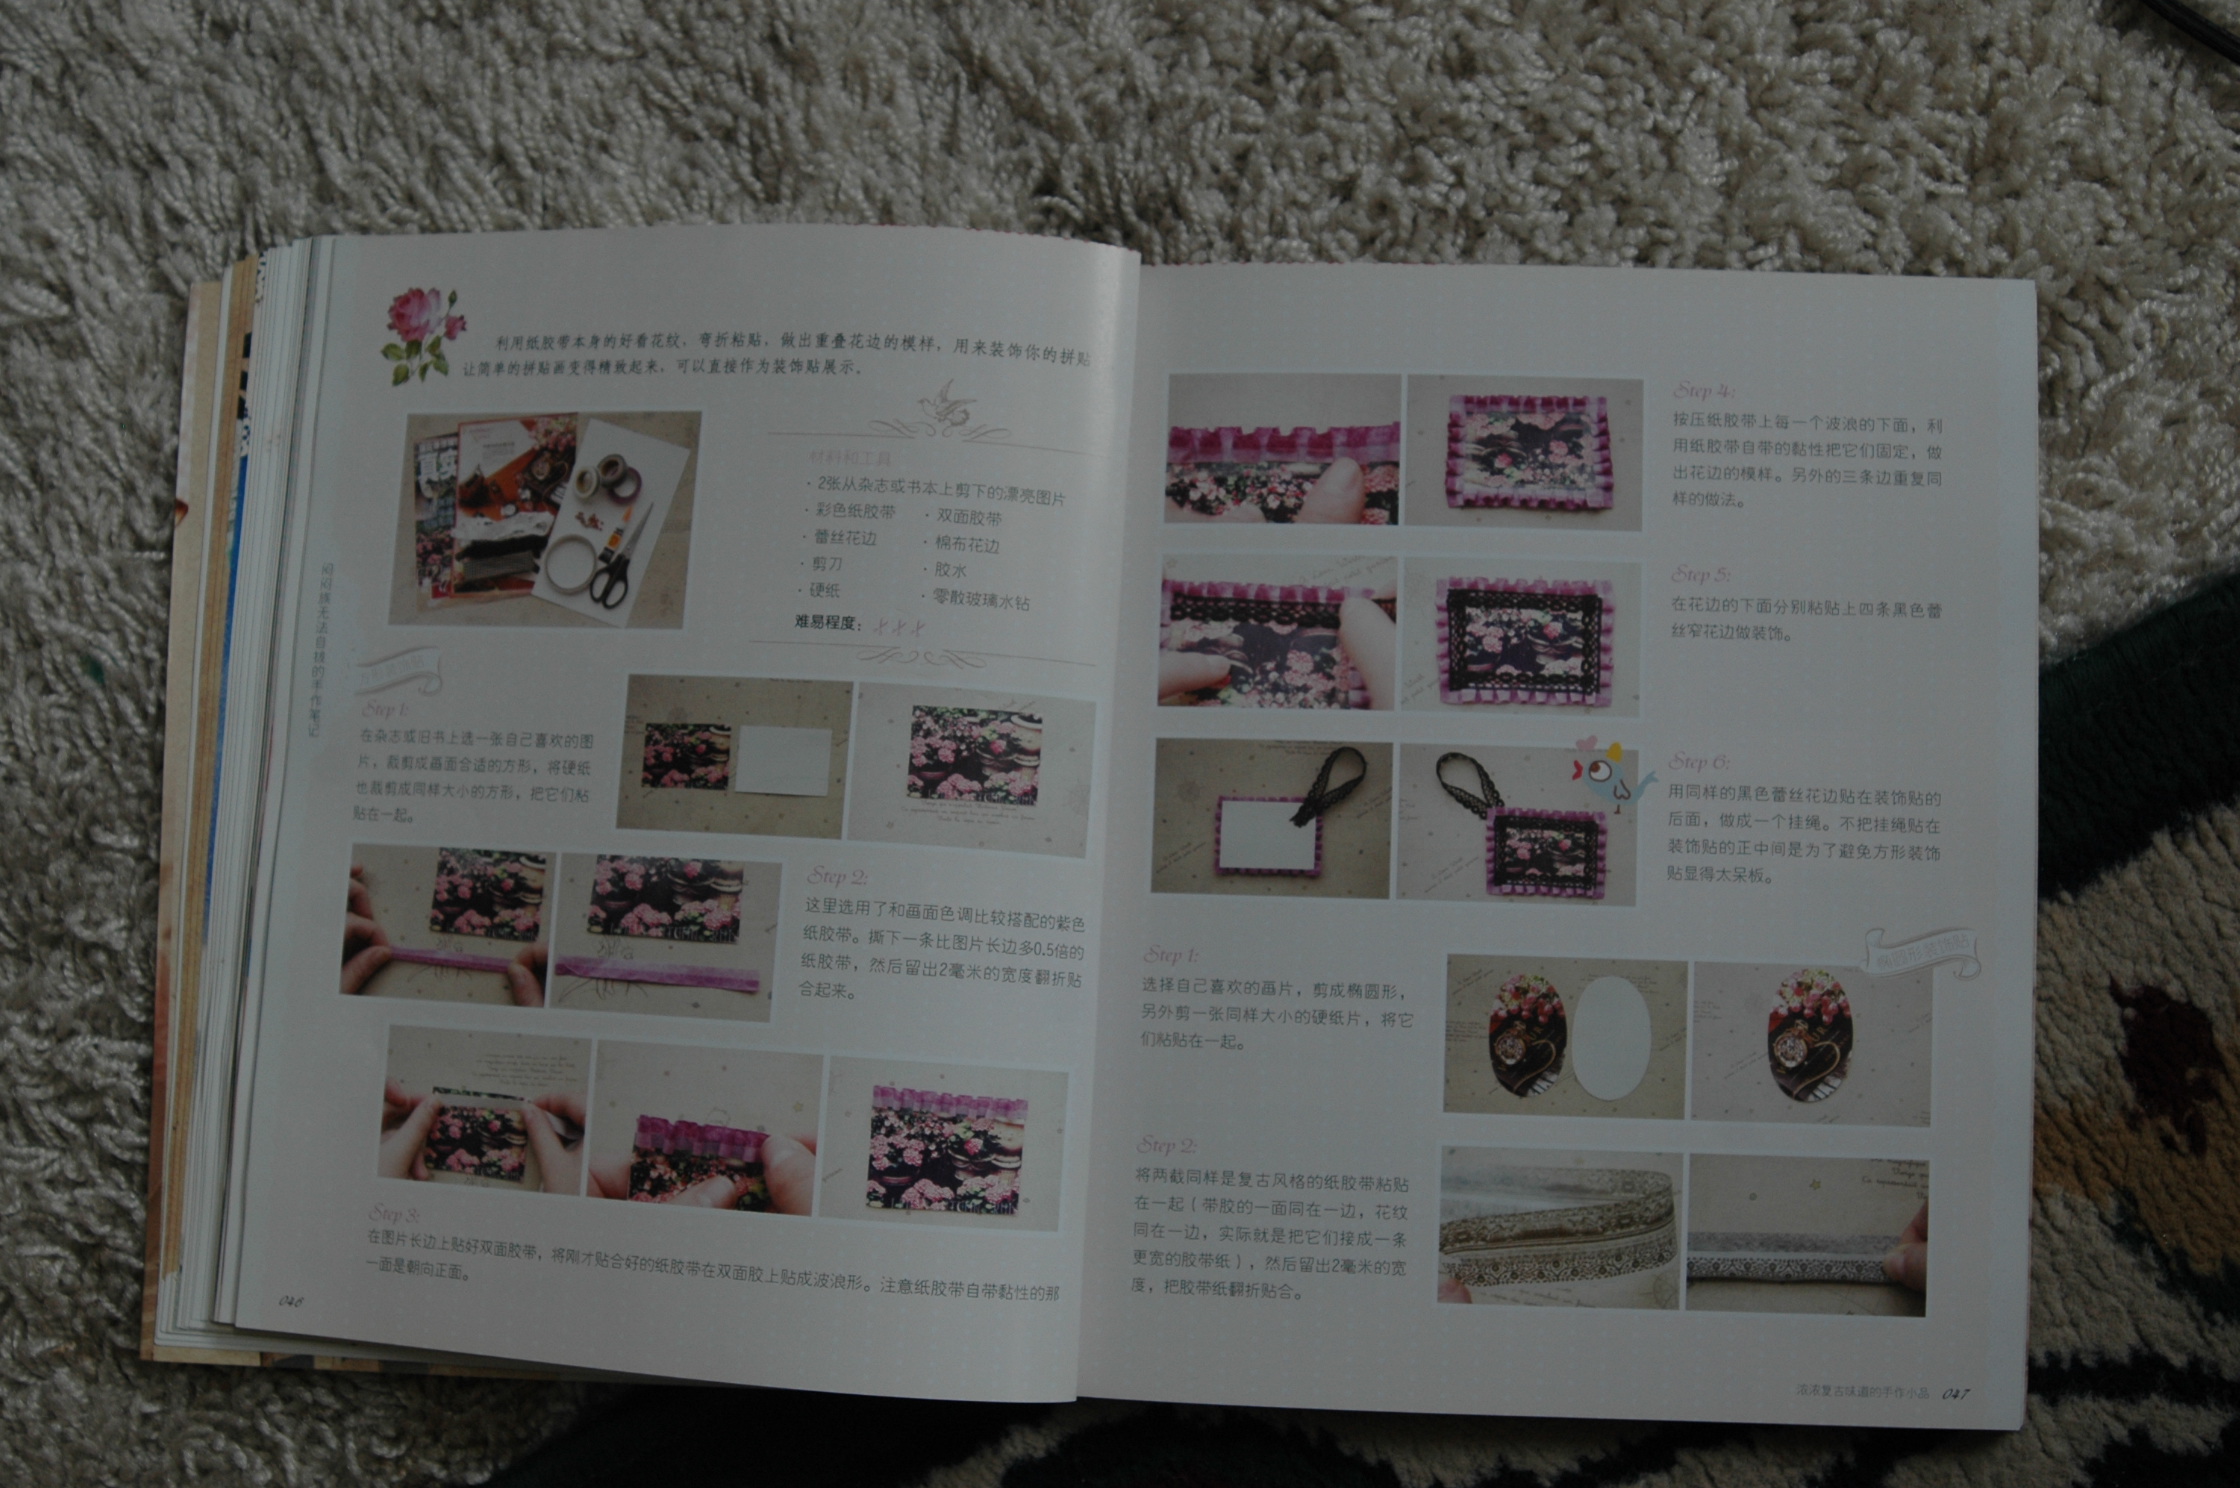 利用纸胶带本身的好看花纹，弯折粘贴，做出重叠花边的模样，用来装饰你的拼贴
让简单的拼贴画变得精致起来，可以直接作为装饰贴展示。
材料和工具
·2张从杂志或书本上剪下的漂亮图片
·彩色纸胶带 ·双面胶带
·蕾丝花边 ·棉布花边
·剪刀 ·胶水
·硬纸 ·零散玻璃水钻
难易程度：
Step 1:
在杂志或旧书上选一张自己喜欢的图
片，裁剪成画面合适的方形，将硬纸
也裁剪成同样大小的方形，把它们粘
贴在一起。
Step 2:
这里选用了和画面色调比较搭配的紫色
纸胶带。撕下一条比图片长边多0.5倍的
纸胶带，然后留出2毫米的宽度翻折贴
合起来。
Step 3:
在图片长边上贴好双面胶带，将刚才贴合好的纸胶带在双面胶上贴成波浪形。注意纸胶带自带黏性的那
一面是朝向正面。
闷闷族无法自拔的手作笔记
046
Step 4:
按压纸胶带上每一个波浪的下面，利
用纸胶带自带的黏性把它们固定，做
出花边的模样。另外的三条边重复同
样的做法。
Step 5:
在花边的下面分别粘贴上四条黑色蕾
丝窄花边做装饰。
Step 6:
用同样的黑色蕾丝花边贴在装饰贴的
后面，做成一个挂绳。不把挂绳贴在
装饰贴的正中间是为了避免方形装饰
贴显得太呆板。
Step 1:
选择自己喜欢的画片，剪成椭圆形，
另外剪一张同样大小的硬纸片，将它
们粘贴在一起。
Step 2:
将两截同样是复古风格的纸胶带粘贴
在一起（带胶的一面同在一边，花纹
同在一边，实际就是把它们接成一条
更宽的胶带纸），然后留出2毫米的宽
度，把胶带纸翻折贴合。
浓浓复古味道的手作小品 047